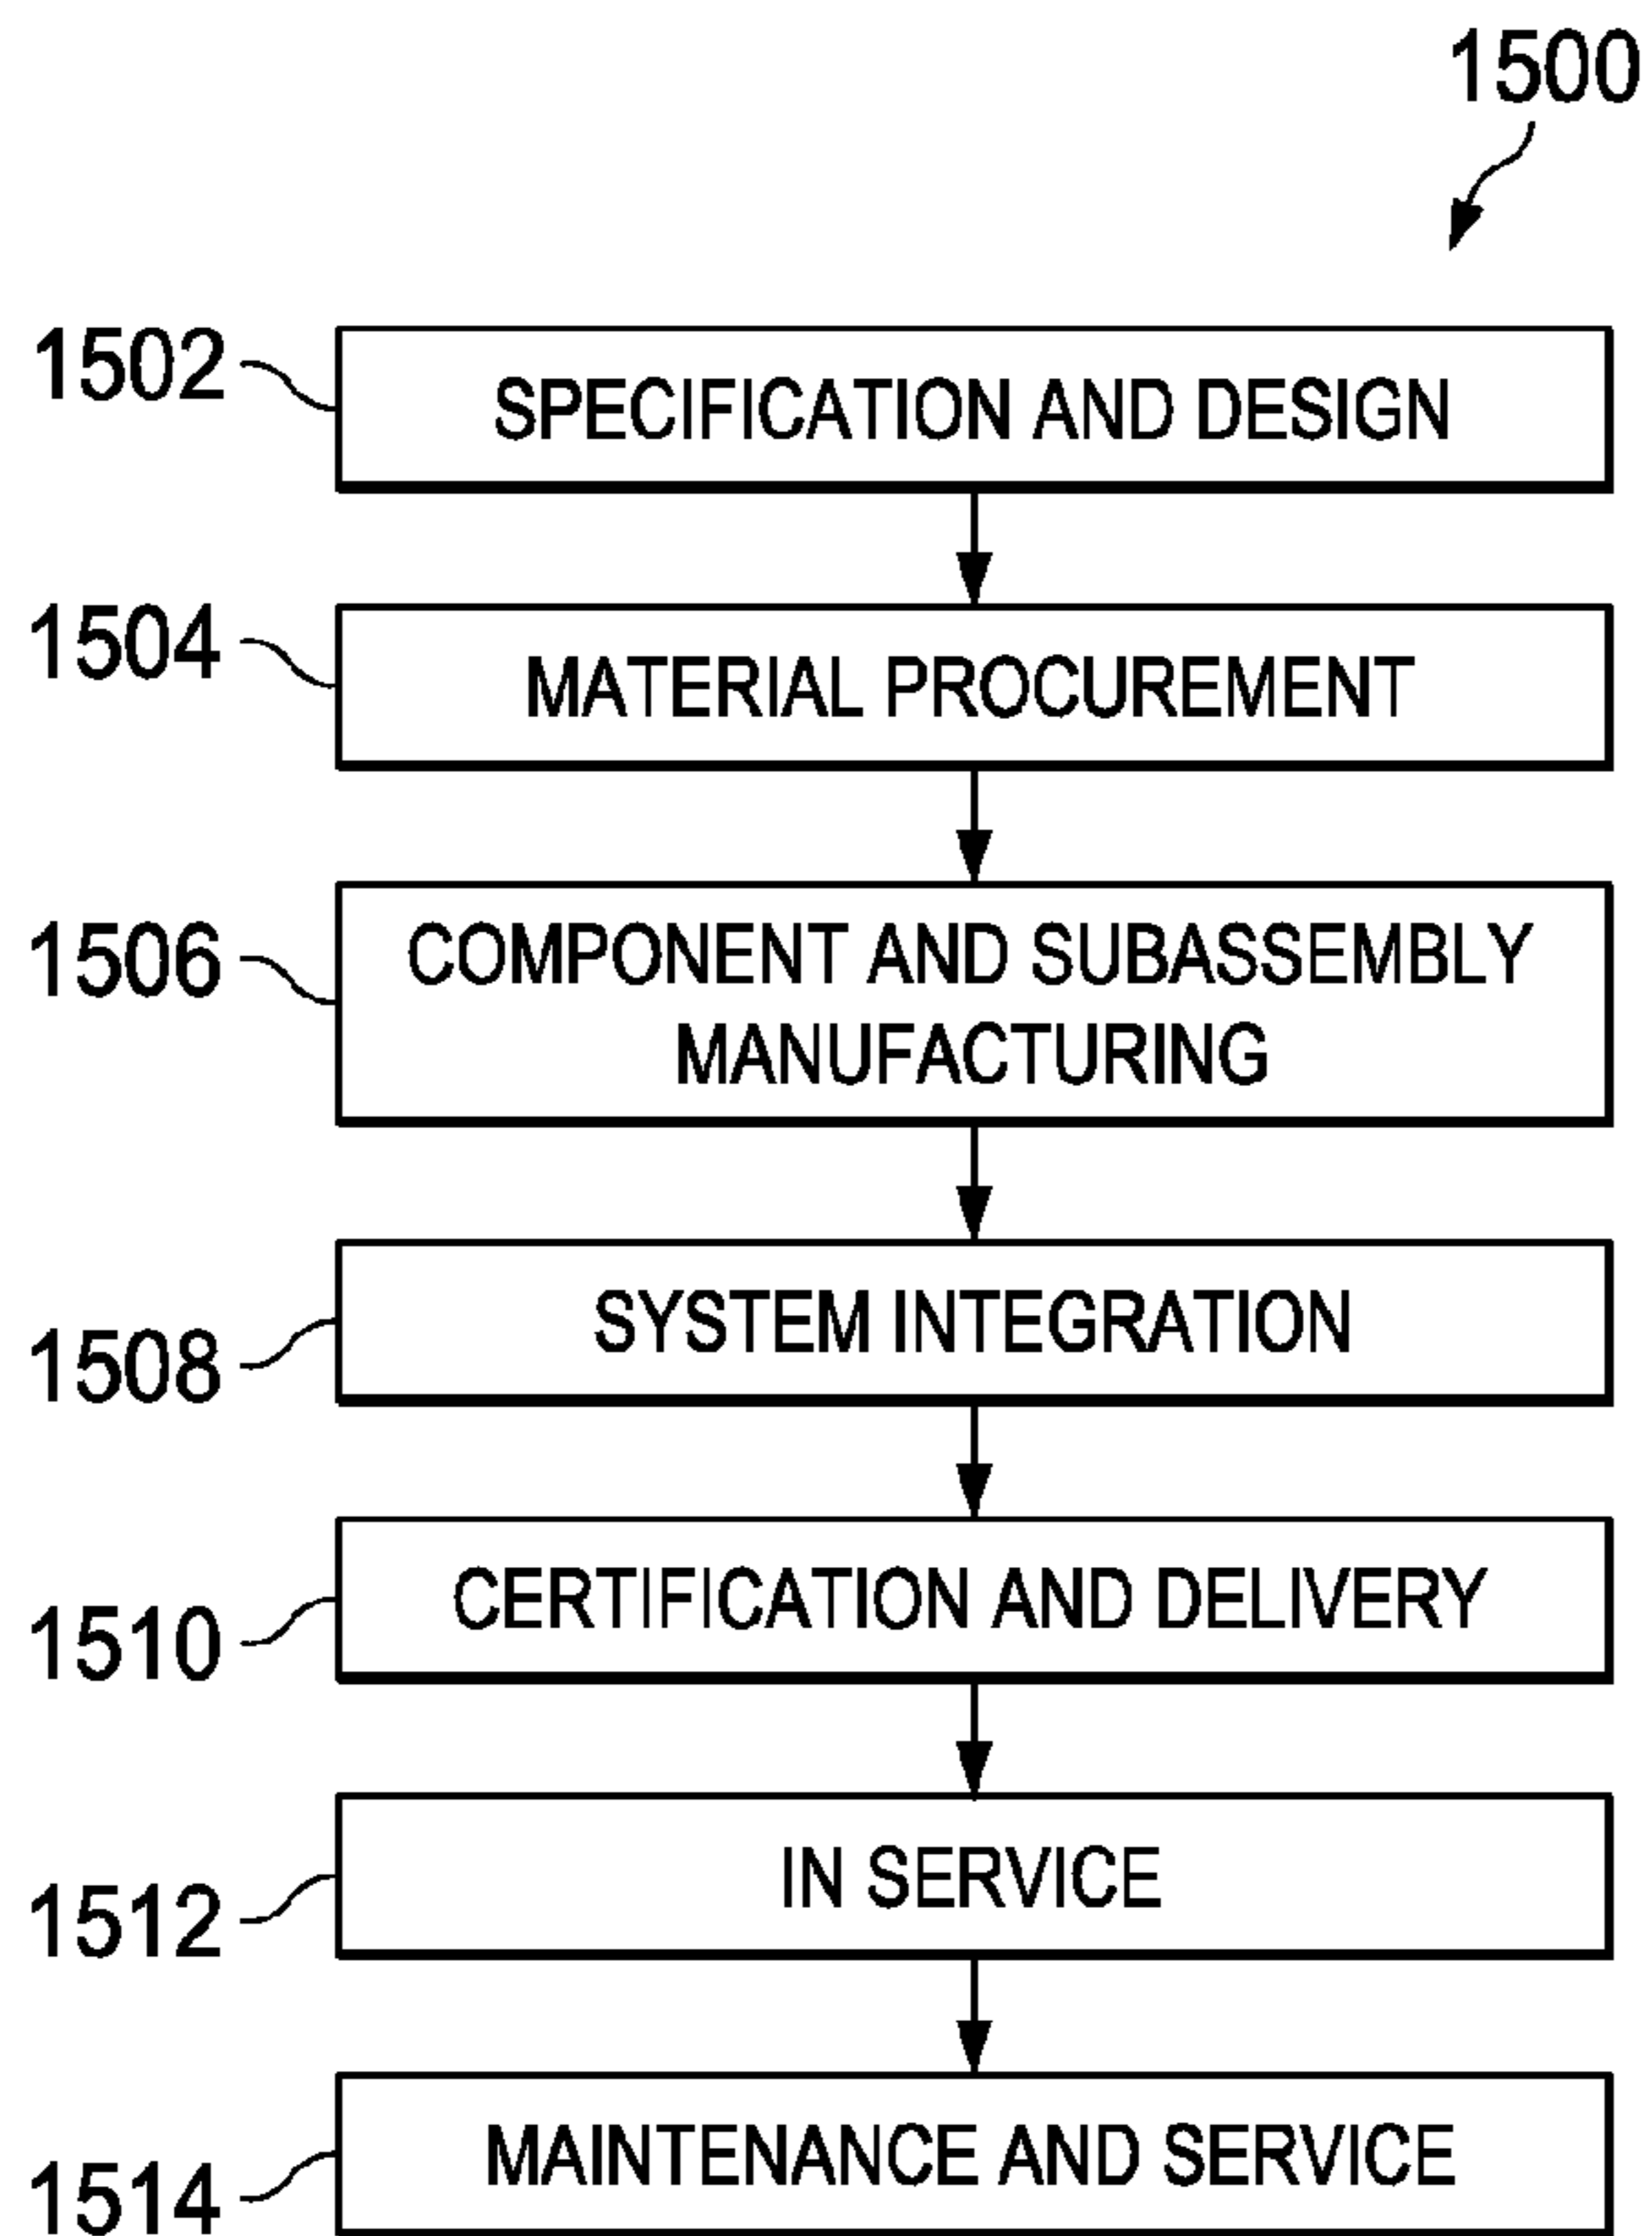 1500
1502
SPECIFICATION AND DESIGN
1504
MATERIAL PROCUREMENT
1506
COMPONENT AND SUBASSEMBLY
MANUFACTURING
1508
SYSTEM INTEGRATION
1510
CERTIFICATION AND DELIVERY
1512
IN SERVICE
1514
MAINTENANCE AND SERVICE